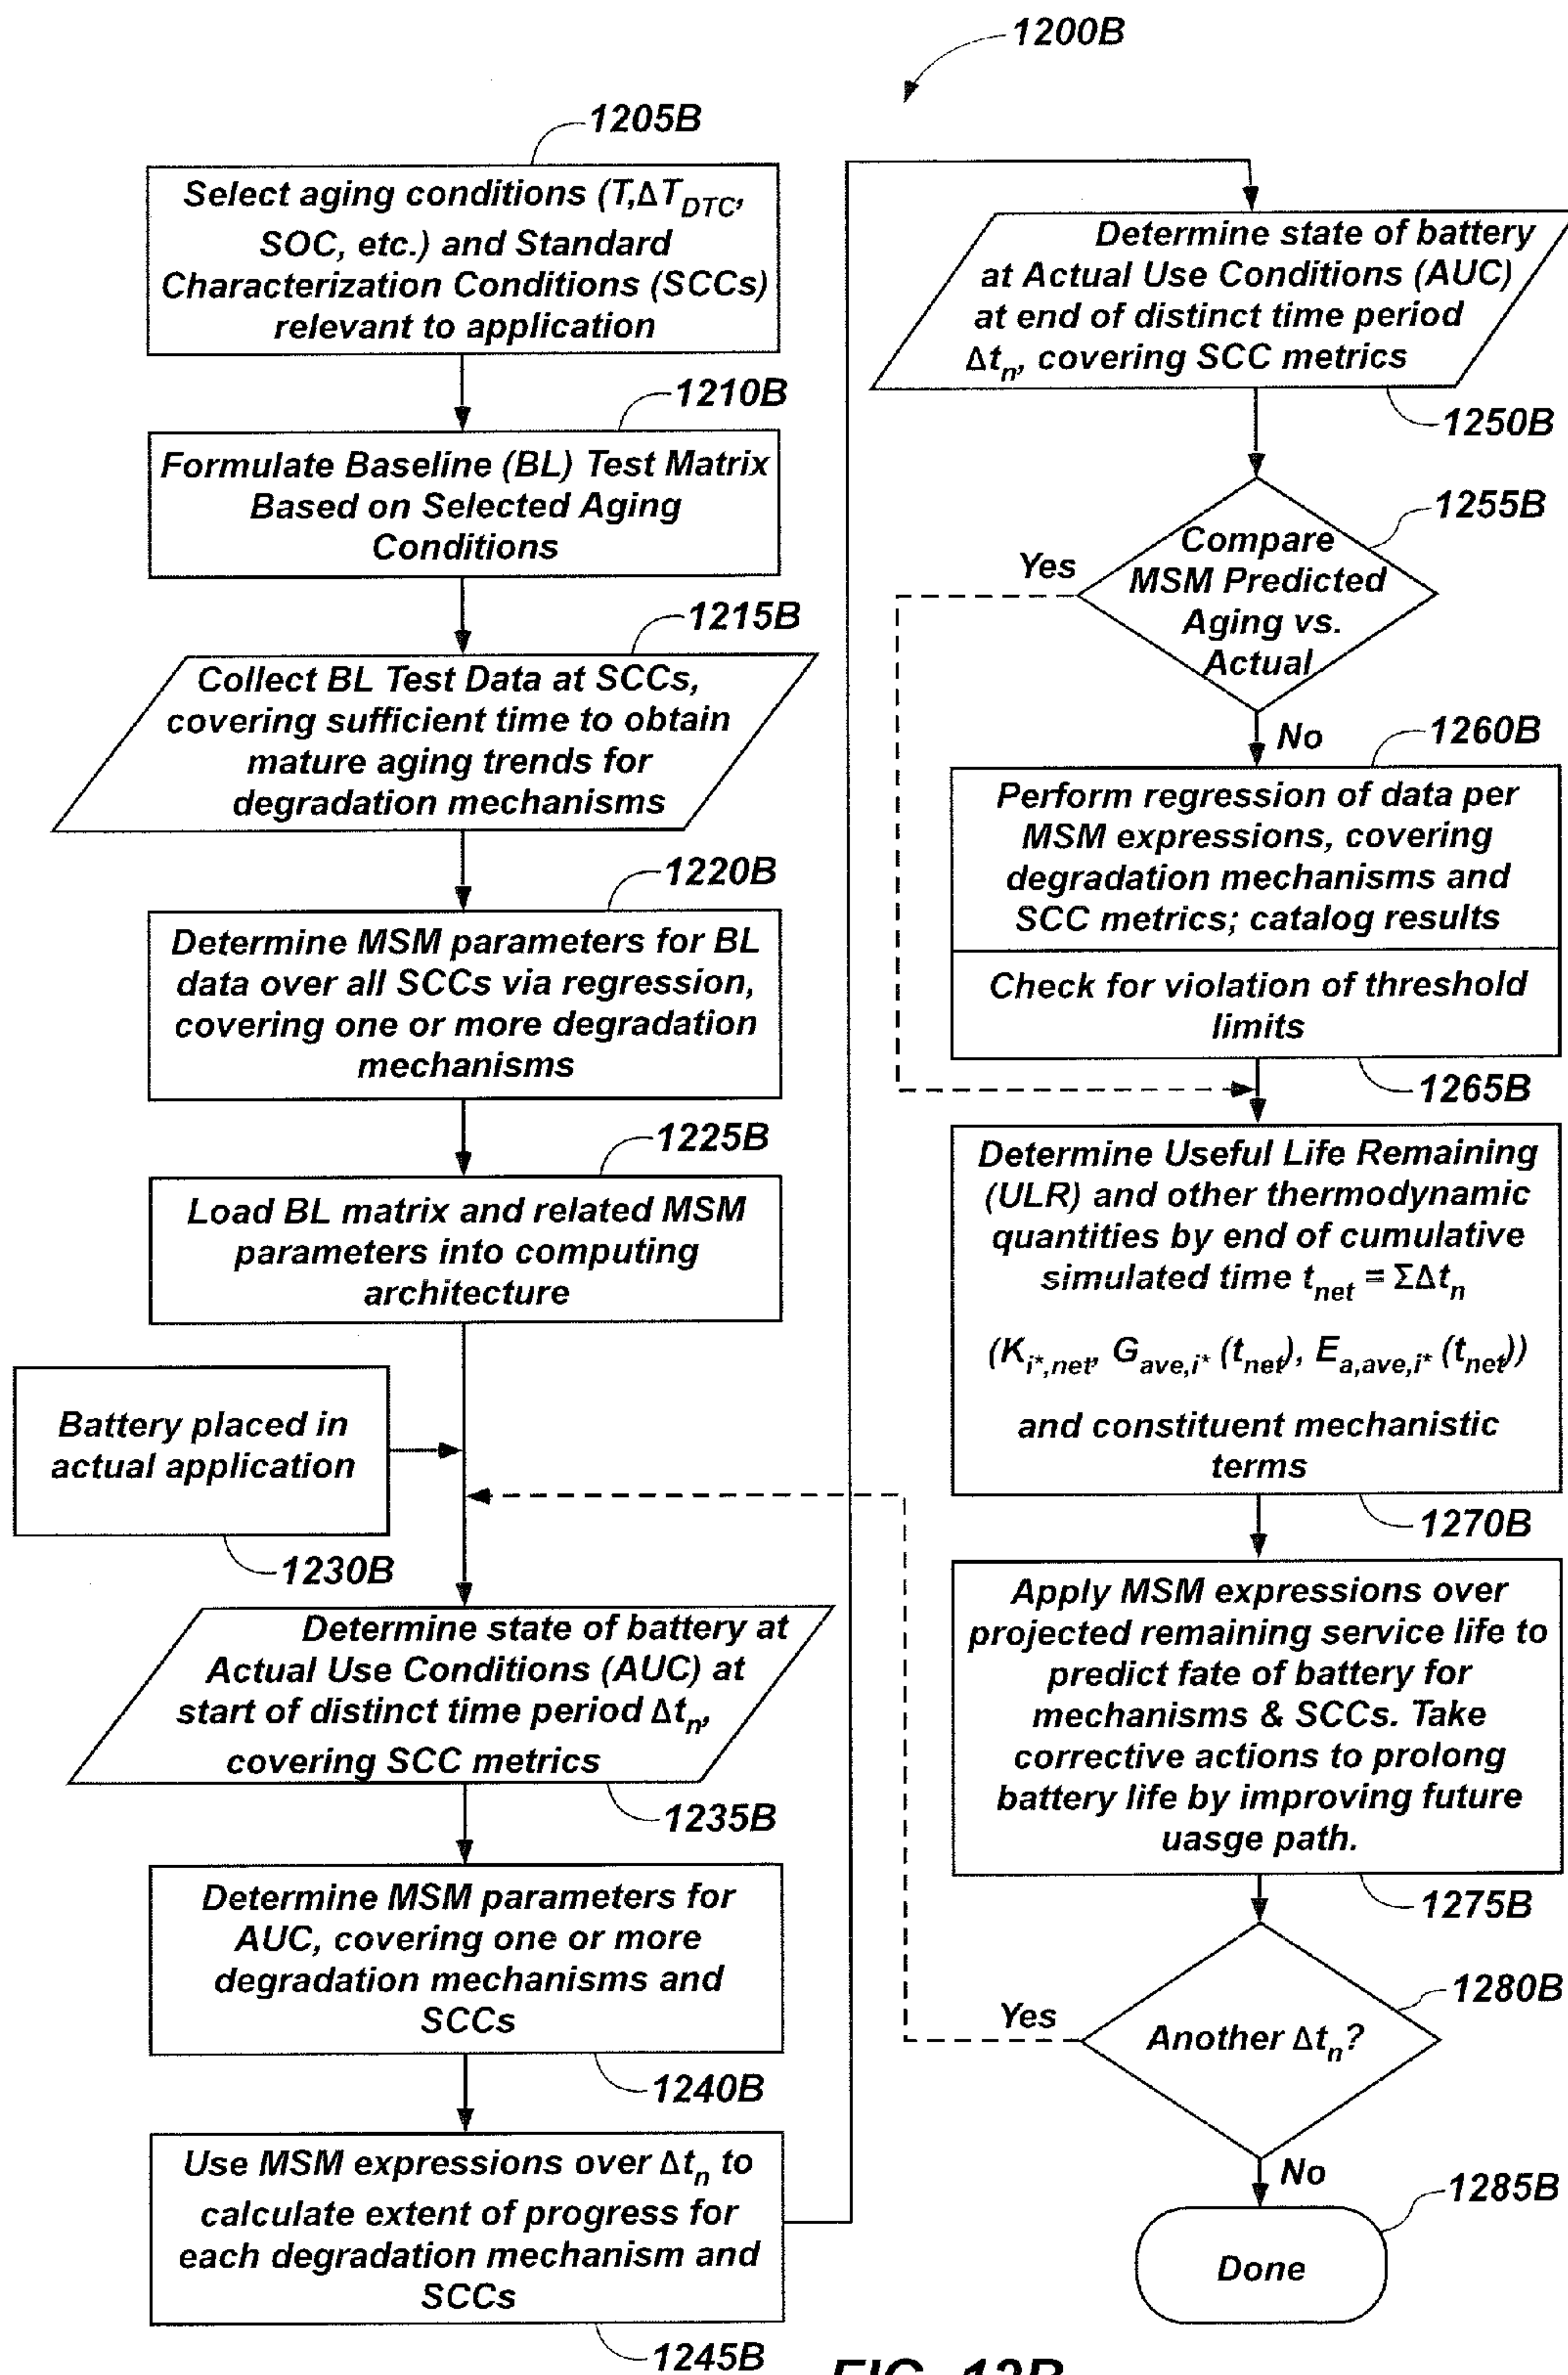 1200B
1205B
Select aging conditions (T,ΔT_DTC,
SOC, etc.) and Standard
Characterization Conditions (SCCs)
relevant to application
1210B
Formulate Baseline (BL) Test Matrix
Based on Selected Aging
Conditions
1215B
Collect BL Test Data at SCCs,
covering sufficient time to obtain
mature aging trends for
degradation mechanisms
1220B
Determine MSM parameters for BL
data over all SCCs via regression,
covering one or more degradation
mechanisms
1225B
Load BL matrix and related MSM
parameters into computing
architecture
Battery placed in
actual application
1230B
Determine state of battery at
Actual Use Conditions (AUC) at
start of distinct time period Δt_n,
covering SCC metrics
1235B
Determine MSM parameters for
AUC, covering one or more
degradation mechanisms and
SCCs
1240B
Use MSM expressions over Δt_n to
calculate extent of progress for
each degradation mechanism and
SCCs
1245B
Determine state of battery
at Actual Use Conditions (AUC)
at end of distinct time period
Δt_n, covering SCC metrics
1250B
1255B
Compare
MSM Predicted
Aging vs.
Actual
Yes
No
1260B
Perform regression of data per
MSM expressions, covering
degradation mechanisms and
SCC metrics; catalog results
Check for violation of threshold
limits
1265B
Determine Useful Life Remaining
(ULR) and other thermodynamic
quantities by end of cumulative
simulated time t_net = ΣΔt_n
(K_i*,net, G_ave,i* (t_net), E_a,ave,i* (t_net))
and constituent mechanistic
terms
1270B
Apply MSM expressions over
projected remaining service life to
predict fate of battery for
mechanisms & SCCs. Take
corrective actions to prolong
battery life by improving future
uasge path.
1275B
1280B
Another Δt_n?
Yes
No
1285B
Done
FIG. 12B